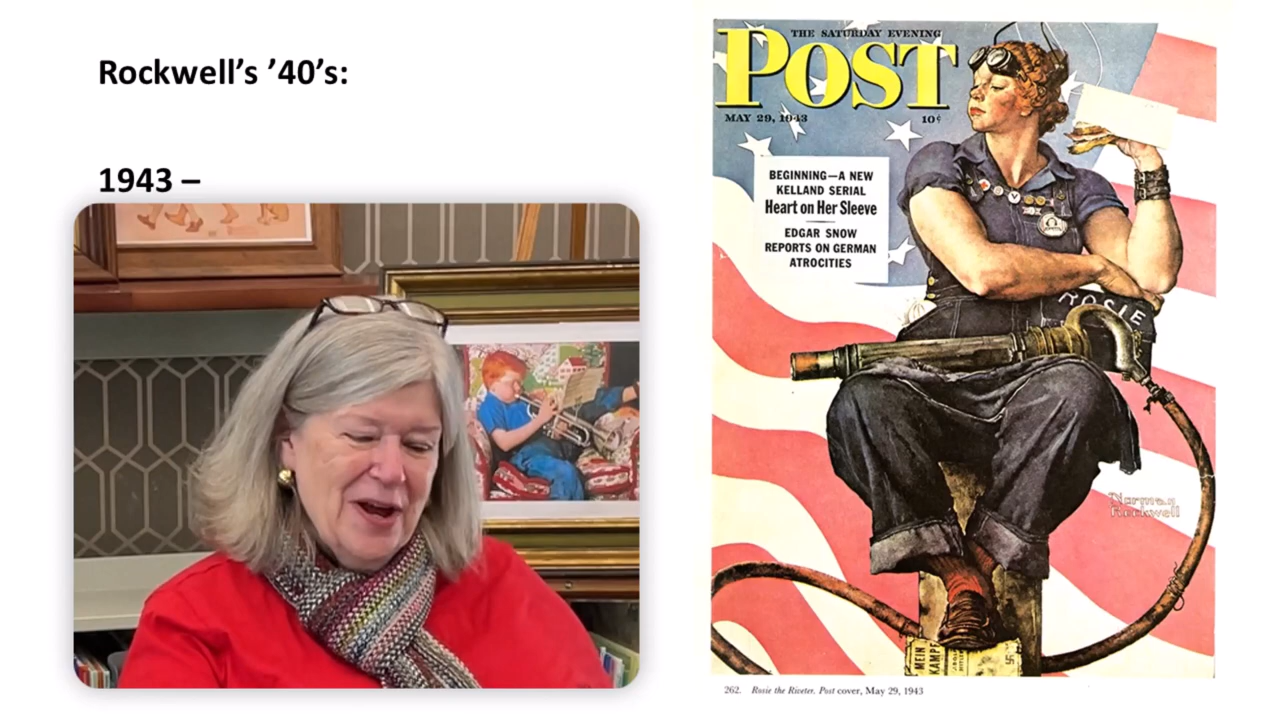 Rockwell’s ’40’s:
1943 –
THE SATURDAY EVENING
POST
MAY 29, 1943
10¢
BEGINNING—A NEW
KELLAND SERIAL
Heart on Her Sleeve
EDGAR SNOW
REPORTS ON GERMAN
ATROCITIES
ROSIE
Norman
Rockwell
MEIN
KAMPF
262. Rosie the Riveter. Post cover, May 29, 1943